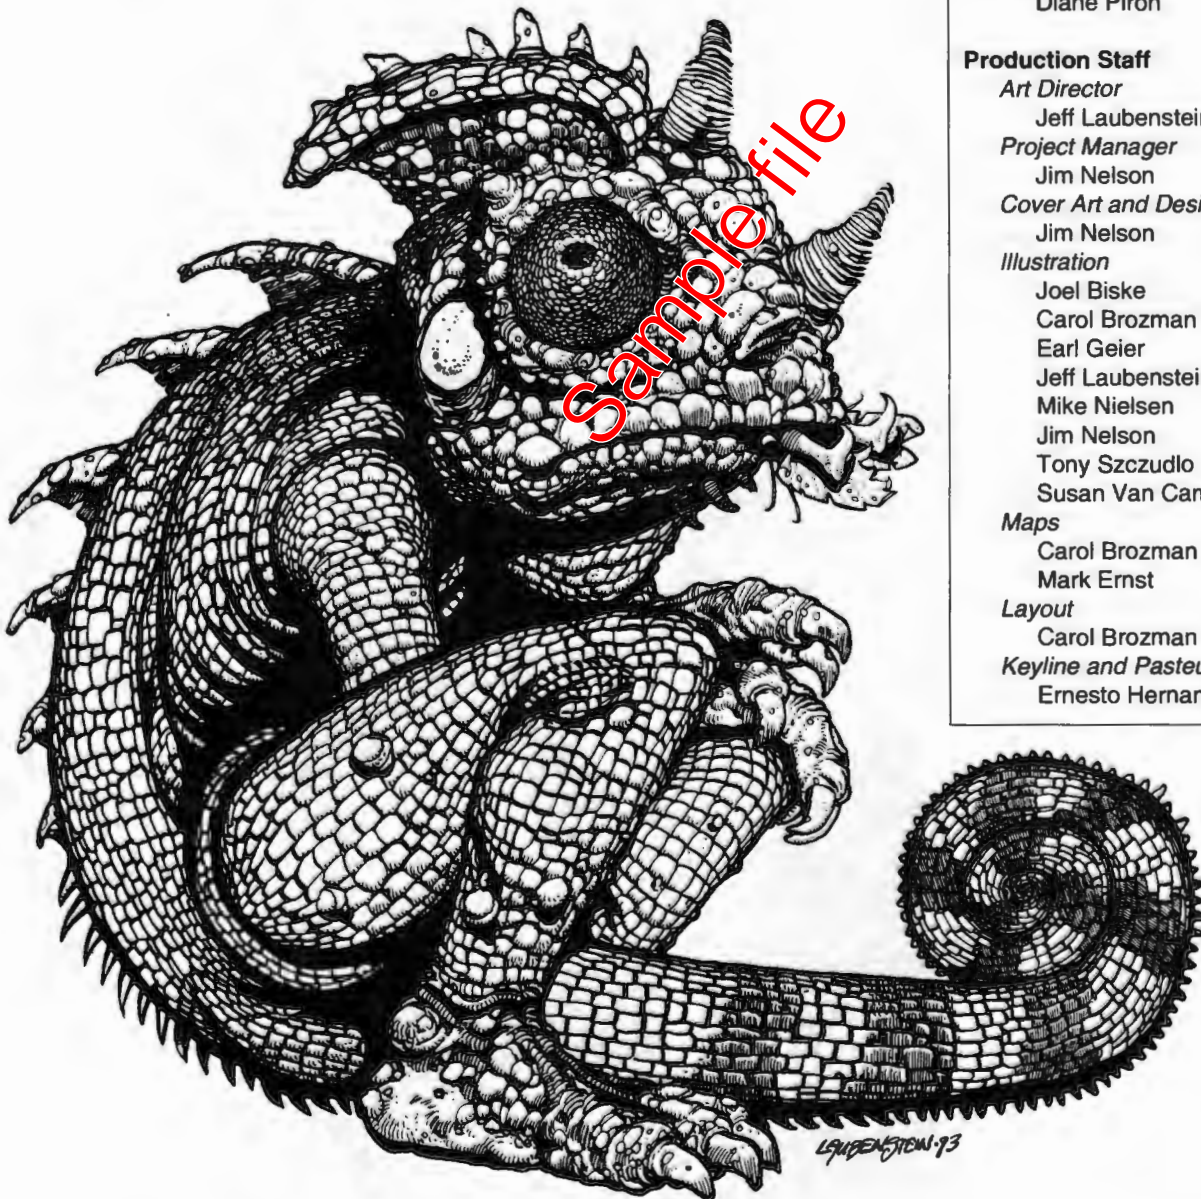 Diane Piron
Production Staff
Art Director
Jeff Laubenstein
Project Manager
Jim Nelson
Cover Art and Desi
Jim Nelson
Illustration
Joel Biske
Carol Brozman
Earl Geier
Jeff Laubenstei
Mike Nielsen
Jim Nelson
Tony Szczudlo
Susan Van Cam
Maps
Carol Brozman
Mark Ernst
Layout
Carol Brozman
Keyline and Pasteu
Ernesto Hernan
Sample file
LAUBENSTEIN·93